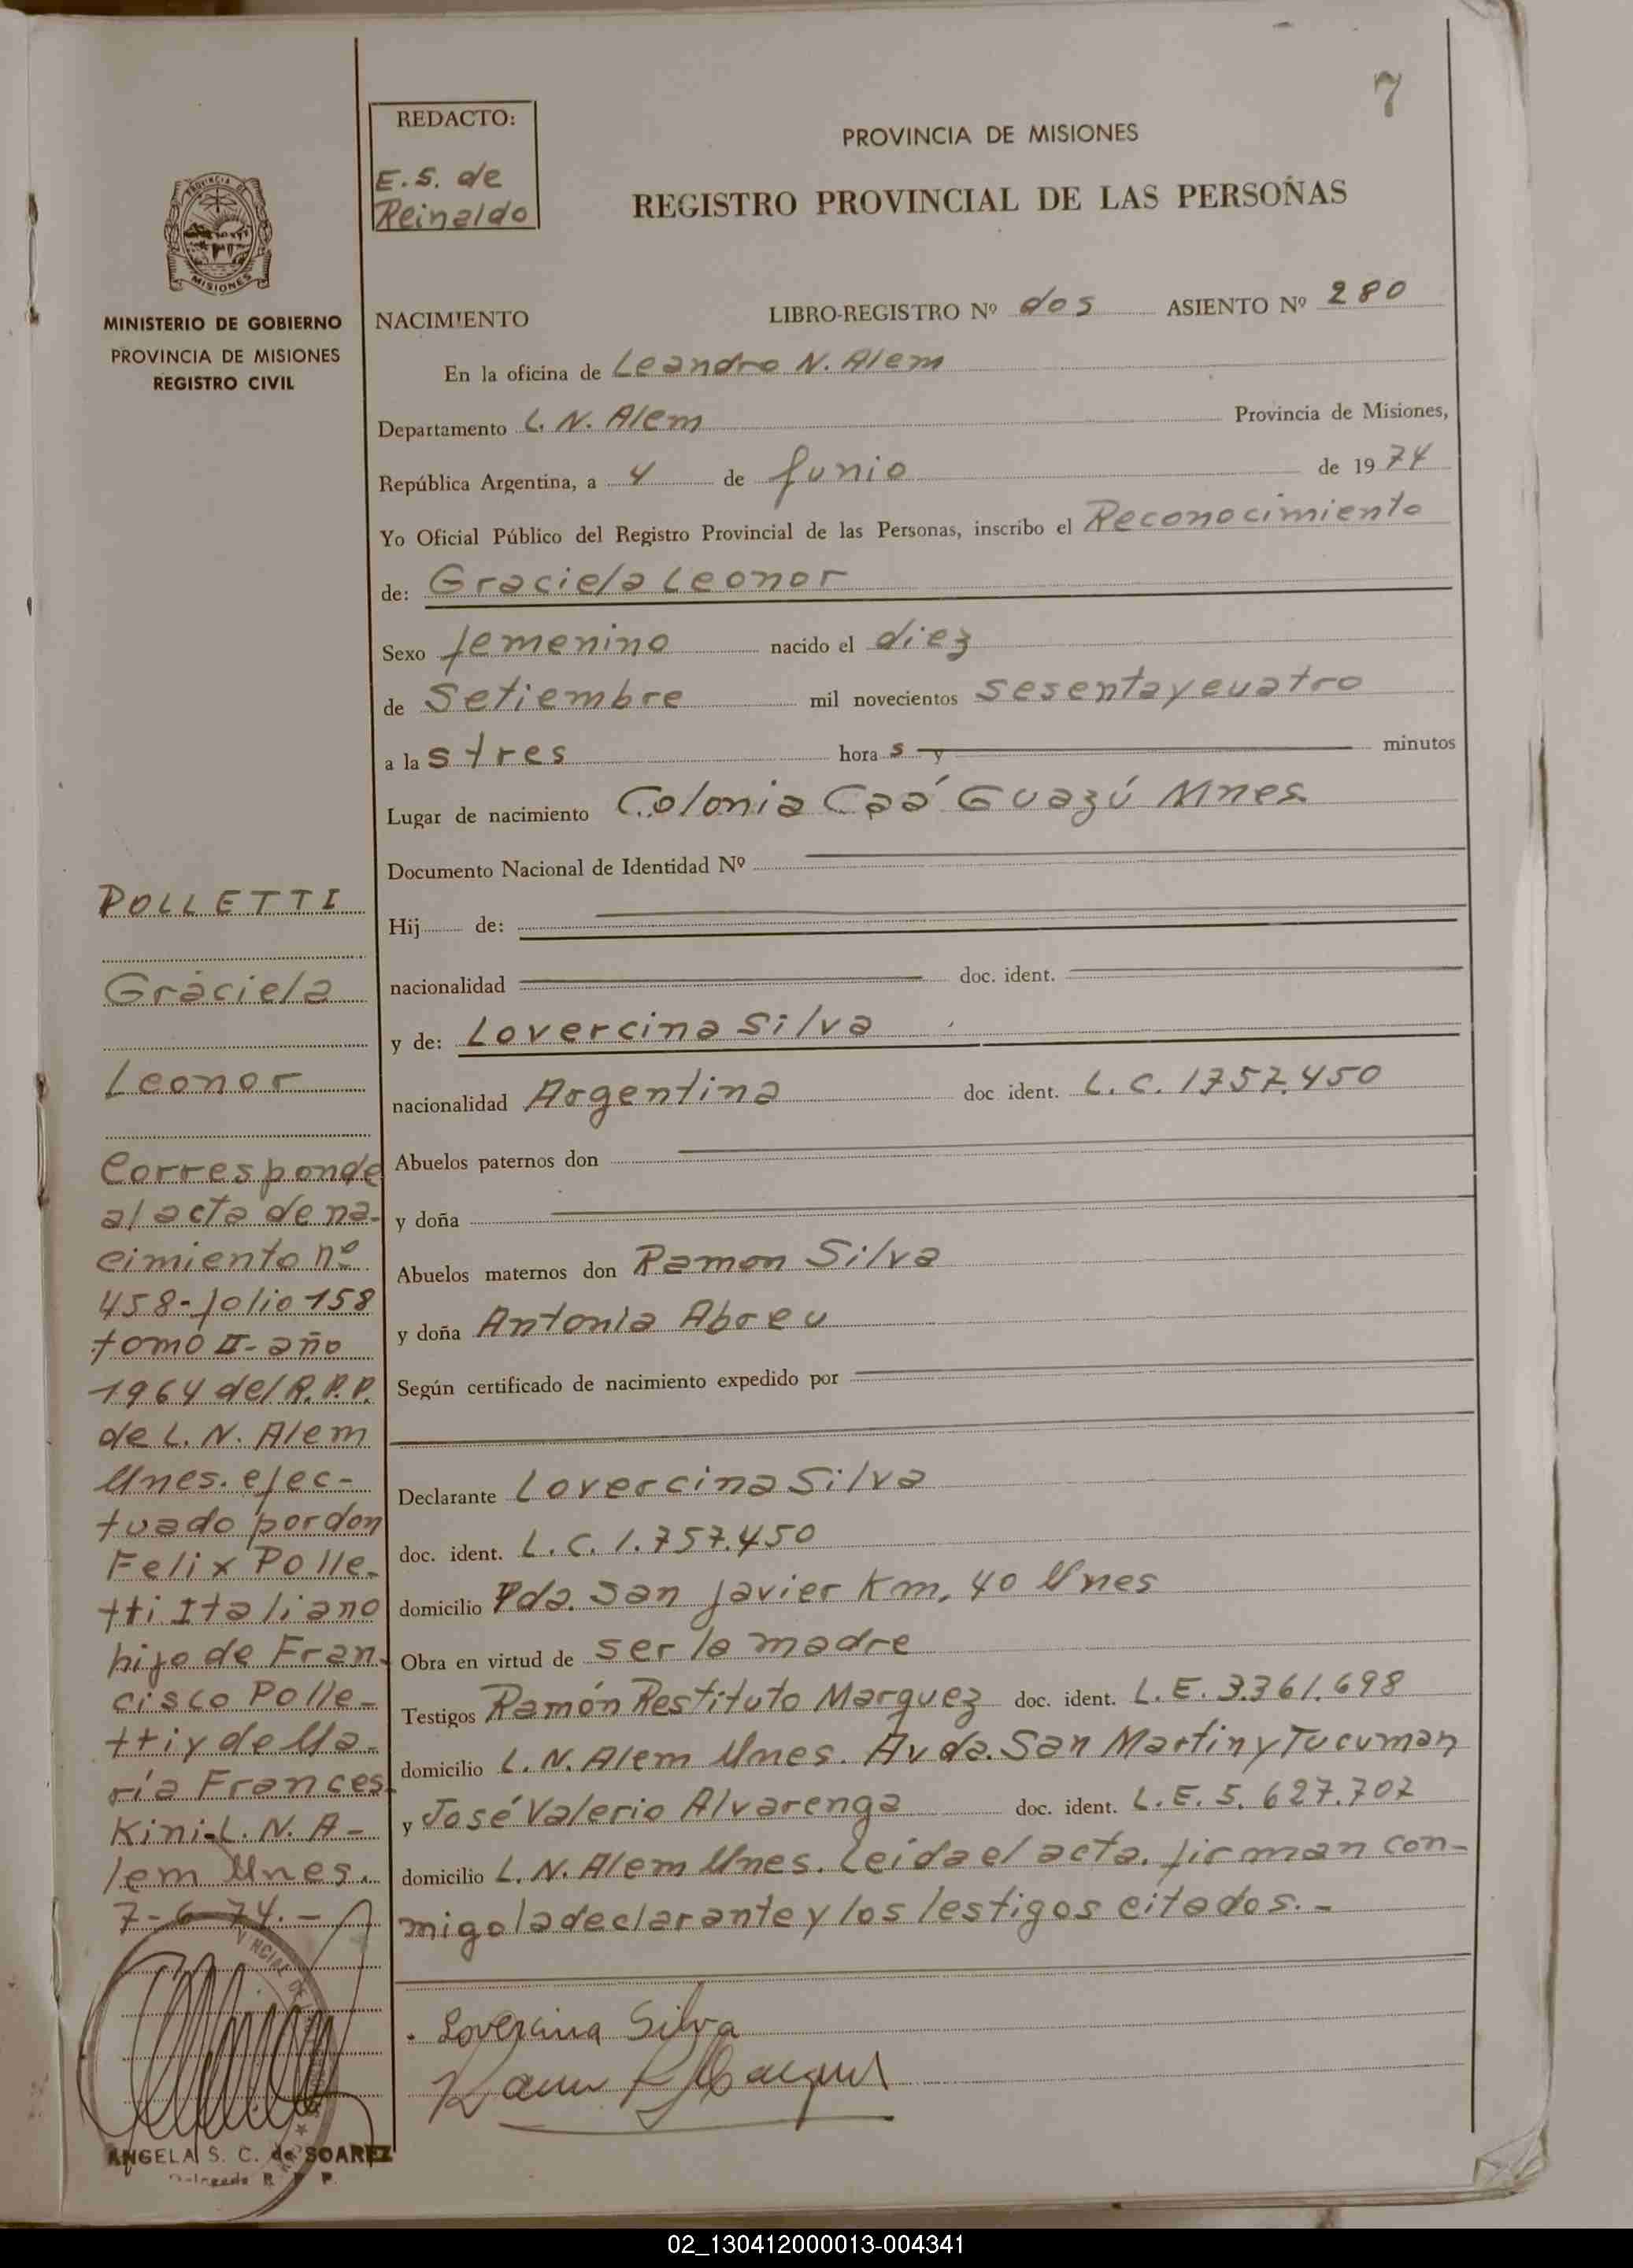 7
REDACTO:
E.S. de
Reinaldo
PROVINCIA DE MISIONES
REGISTRO PROVINCIAL DE LAS PERSONAS
PROVINCIA DE
MISIONES
MINISTERIO DE GOBIERNO
PROVINCIA DE MISIONES
REGISTRO CIVIL
NACIMIENTO LIBRO-REGISTRO Nº dos ASIENTO Nº 280
En la oficina de Leandro N. Alem
Departamento L. N. Alem Provincia de Misiones,
República Argentina, a 4 de Junio de 1974
Yo Oficial Público del Registro Provincial de las Personas, inscribo el Reconocimiento
de: Graciela Leonor
Sexo femenino nacido el diez
de Setiembre mil novecientos sesenta y cuatro
a las tres horas y minutos
Lugar de nacimiento Colonia Caá Guazú Mnes.
Documento Nacional de Identidad Nº
Hij de:
nacionalidad doc. ident.
y de: Lovercina Silva
nacionalidad Argentina doc ident. L.C. 1757.450
Abuelos paternos don
y doña
Abuelos maternos don Ramon Silva
y doña Antonia Abreu
Según certificado de nacimiento expedido por
Declarante Lovercina Silva
doc. ident. L.C. 1.757.450
domicilio Pda. San Javier Km, 40 Mnes
Obra en virtud de ser la madre
Testigos Ramón Restituto Marquez doc. ident. L.E. 3.361.698
domicilio L.N. Alem Mnes. Avda. San Martin y Tucuman
y José Valerio Alvarenga doc. ident. L.E. 5.627.707
domicilio L.N. Alem Mnes. Leida el acta, firman con-
migo la declarante y los testigos citados.-
Lovercina Silva
POLLETTI
Graciela
Leonor
Corresponde
al acta de na-
cimiento nº
458-folio 158
tomo II-año
1964 del R.P.P.
de L. N. Alem
Mnes. efec-
tuado por don
Felix Polle-
tti Italiano
hijo de Fran-
cisco Polle-
tti y de Ma-
ría Frances-
Kini-L. N. A-
lem Mnes.
7-6-74.-
ANGELA S. C. de SOAREZ
Delegada R. P. P.
02_130412000013-004341